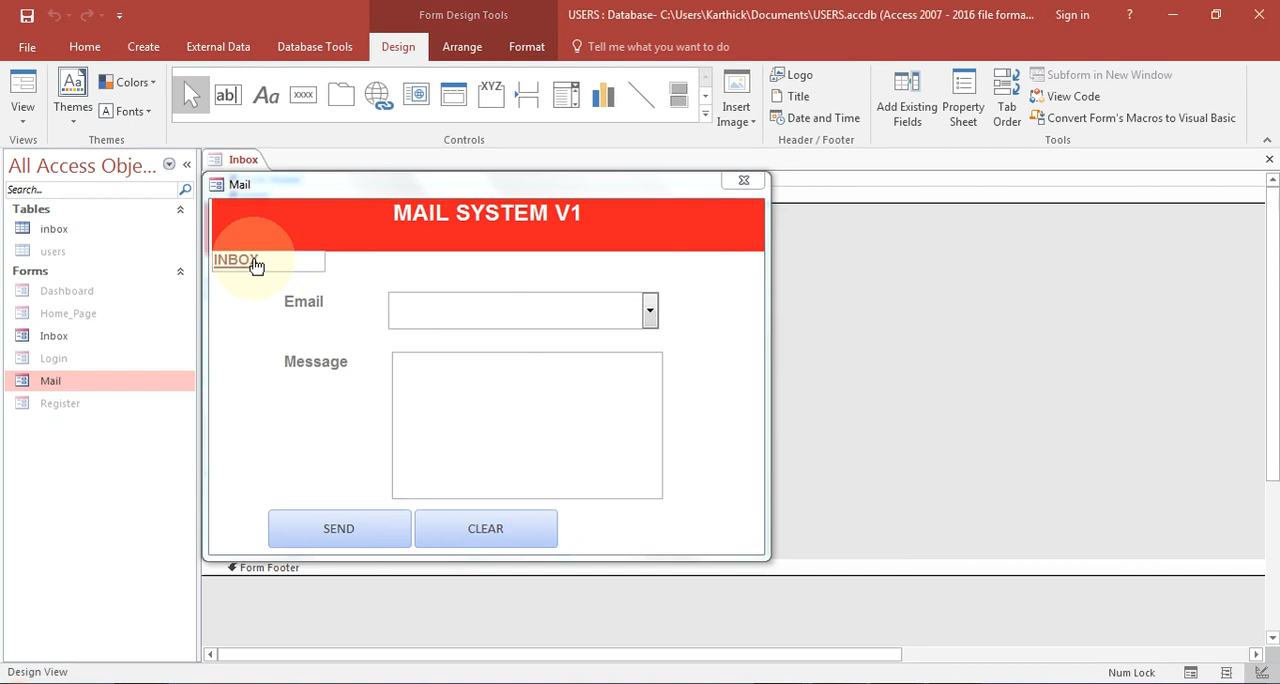 Form Design Tools
USERS : Database- C:\Users\Karthick\Documents\USERS.accdb (Access 2007 - 2016 file forma...
Sign in
?
File
Home
Create
External Data
Database Tools
Design
Arrange
Format
Tell me what you want to do
View
Views
Aa
Themes
Colors
A Fonts
Themes
ab|
Aa
xxxx
XYZ
Controls
Insert
Image
Logo
Title
Date and Time
Header / Footer
Add Existing
Fields
Property
Sheet
Tab
Order
Subform in New Window
View Code
Convert Form's Macros to Visual Basic
Tools
All Access Obje...
Search...
Tables
inbox
users
Forms
Dashboard
Home_Page
Inbox
Login
Mail
Register
Inbox
Mail
MAIL SYSTEM V1
INBOX
Email
Message
SEND
CLEAR
Form Footer
Design View
Num Lock